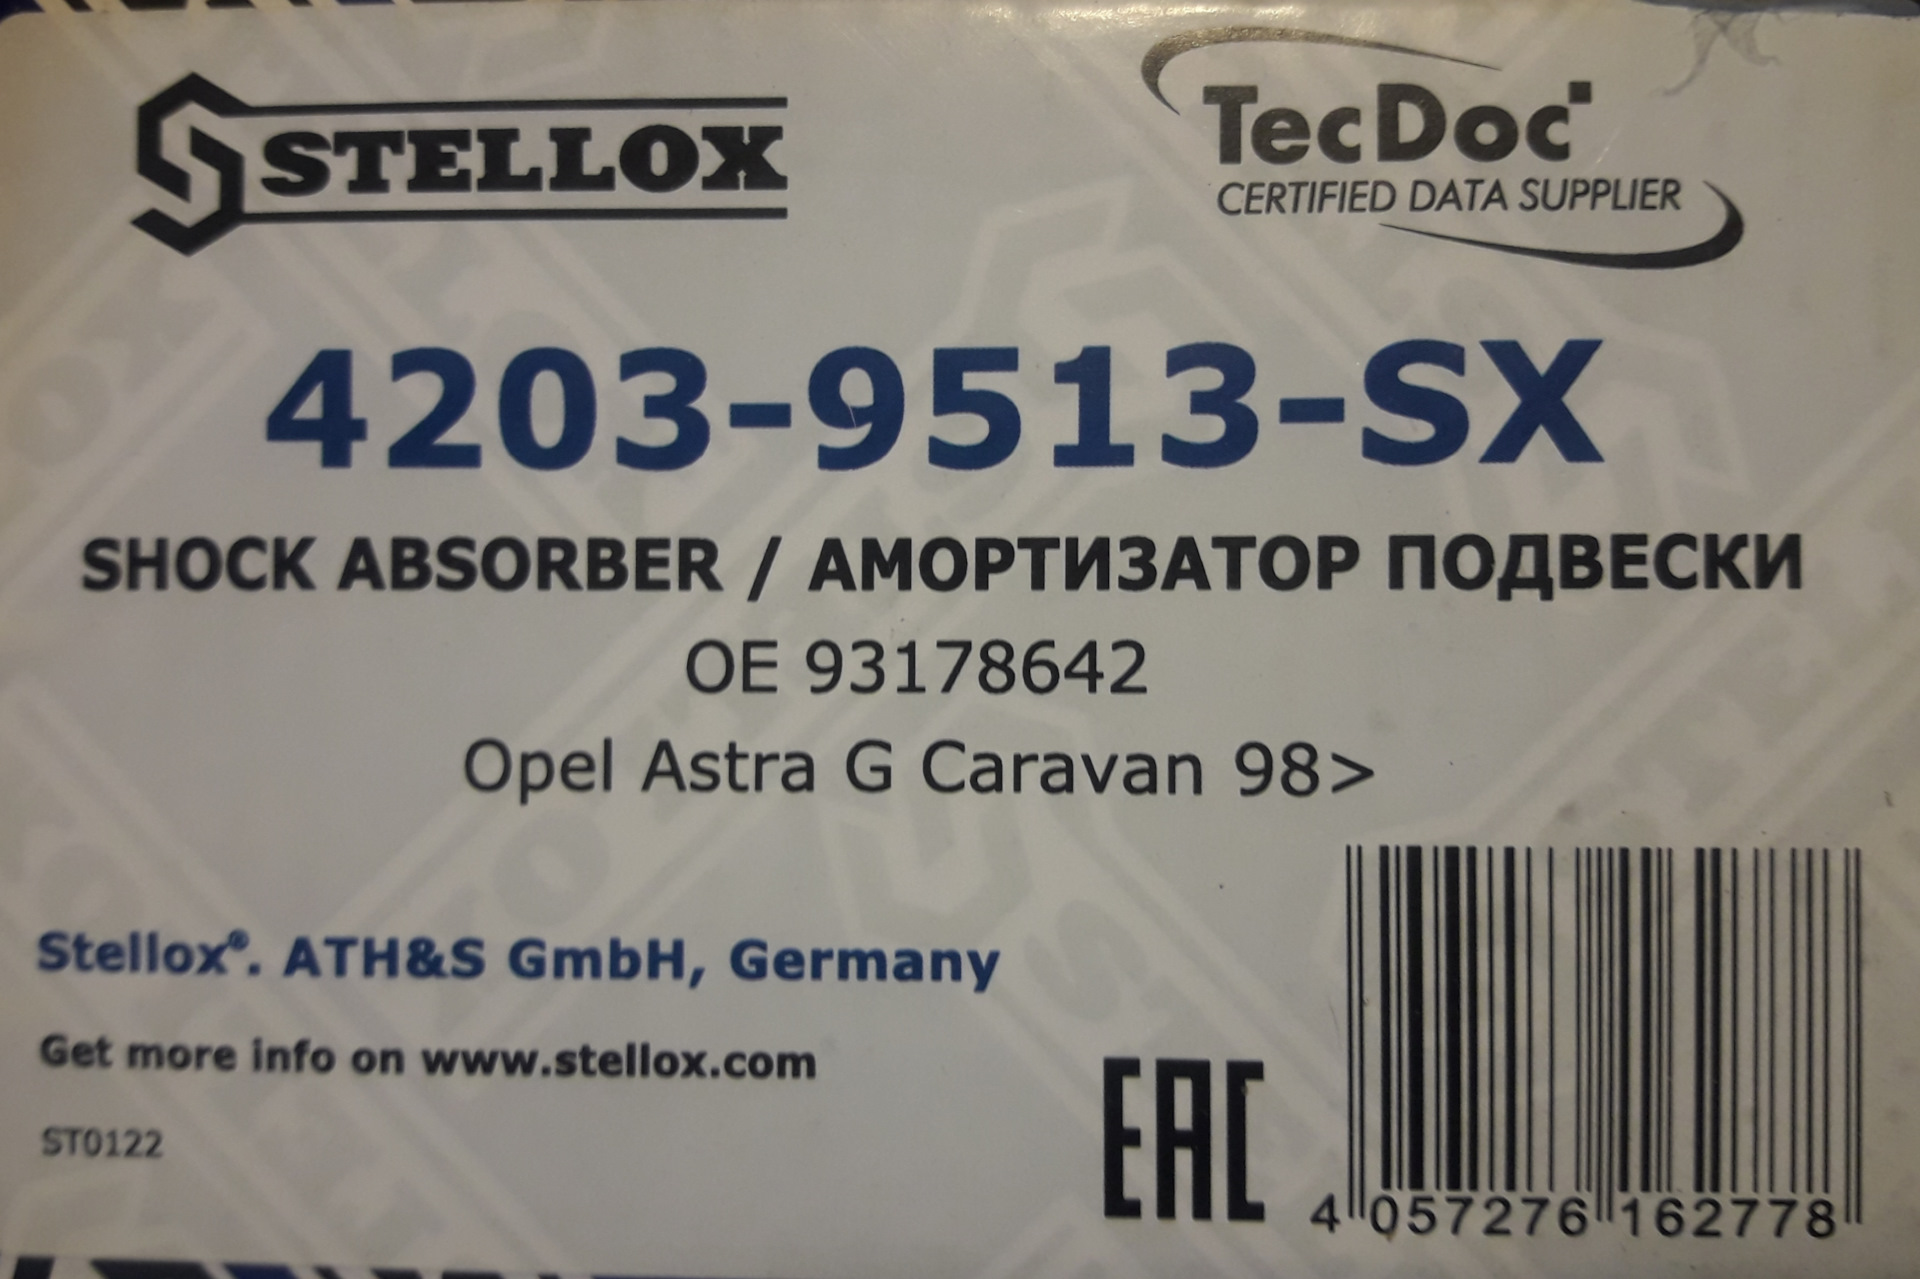 STELLOX
TecDoc
CERTIFIED DATA SUPPLIER
4203-9513-SX
SHOCK ABSORBER / АМОРТИЗАТОР ПОДВЕСКИ
OE 93178642
Opel Astra G Caravan 98>
Stellox®. ATH&S GmbH, Germany
Get more info on www.stellox.com
ST0122
EAC
4 057276 162778